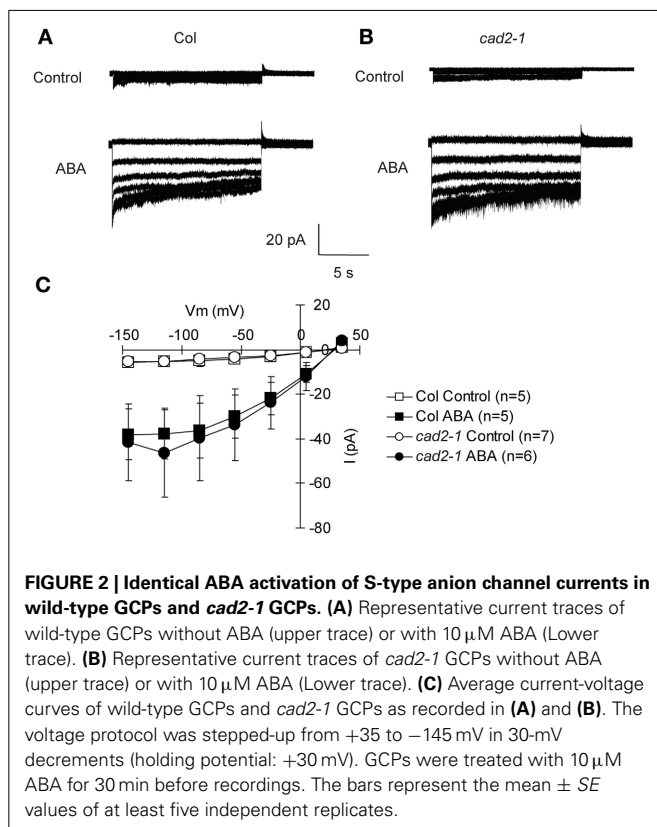 A
Col
B
cad2-1
Control
Control
ABA
ABA
20 pA
5 s
C
Vm (mV)
20
-150
-100
-50
0
0
50
-20
-40
-60
-80
I (pA)
Col Control (n=5)
Col ABA (n=5)
cad2-1 Control (n=7)
cad2-1 ABA (n=6)
FIGURE 2 | Identical ABA activation of S-type anion channel currents in
wild-type GCPs and cad2-1 GCPs. (A) Representative current traces of
wild-type GCPs without ABA (upper trace) or with 10 μM ABA (Lower
trace). (B) Representative current traces of cad2-1 GCPs without ABA
(upper trace) or with 10 μM ABA (Lower trace). (C) Average current-voltage
curves of wild-type GCPs and cad2-1 GCPs as recorded in (A) and (B). The
voltage protocol was stepped-up from +35 to −145 mV in 30-mV
decrements (holding potential: +30 mV). GCPs were treated with 10 μM
ABA for 30 min before recordings. The bars represent the mean ± SE
values of at least five independent replicates.